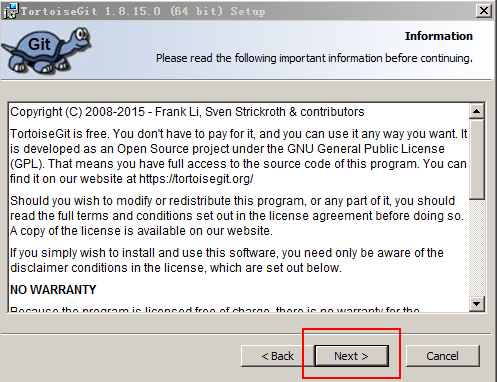 TortoiseGit 1.8.15.0 (64 bit) Setup
Git
Information
Please read the following important information before continuing.
Copyright (C) 2008-2015 - Frank Li, Sven Strickroth & contributors
TortoiseGit is free. You don't have to pay for it, and you can use it any way you want. It
is developed as an Open Source project under the GNU General Public License
(GPL). That means you have full access to the source code of this program. You can
find it on our website at https://tortoisegit.org/
Should you wish to modify or redistribute this program, or any part of it, you should
read the full terms and conditions set out in the license agreement before doing so.
A copy of the license is available on our website.
If you simply wish to install and use this software, you need only be aware of the
disclaimer conditions in the license, which are set out below.
NO WARRANTY
Because the program is licensed free of charge, there is no warranty for the
< Back
Next >
Cancel